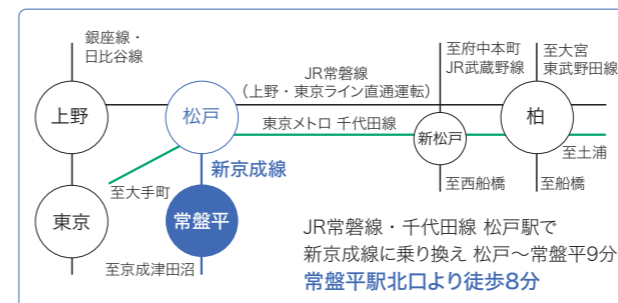 銀座線・
日比谷線
JR常磐線
(上野・東京ライン直通運転)
至府中本町
JR武蔵野線
至大宮
東武野田線
上野
松戸
東京メトロ 千代田線
新松戸
柏
新京成線
至土浦
至大手町
至西船橋
至船橋
東京
常盤平
至京成津田沼
JR常磐線・千代田線 松戸駅で
新京成線に乗り換え 松戸〜常盤平9分
常盤平駅北口より徒歩8分